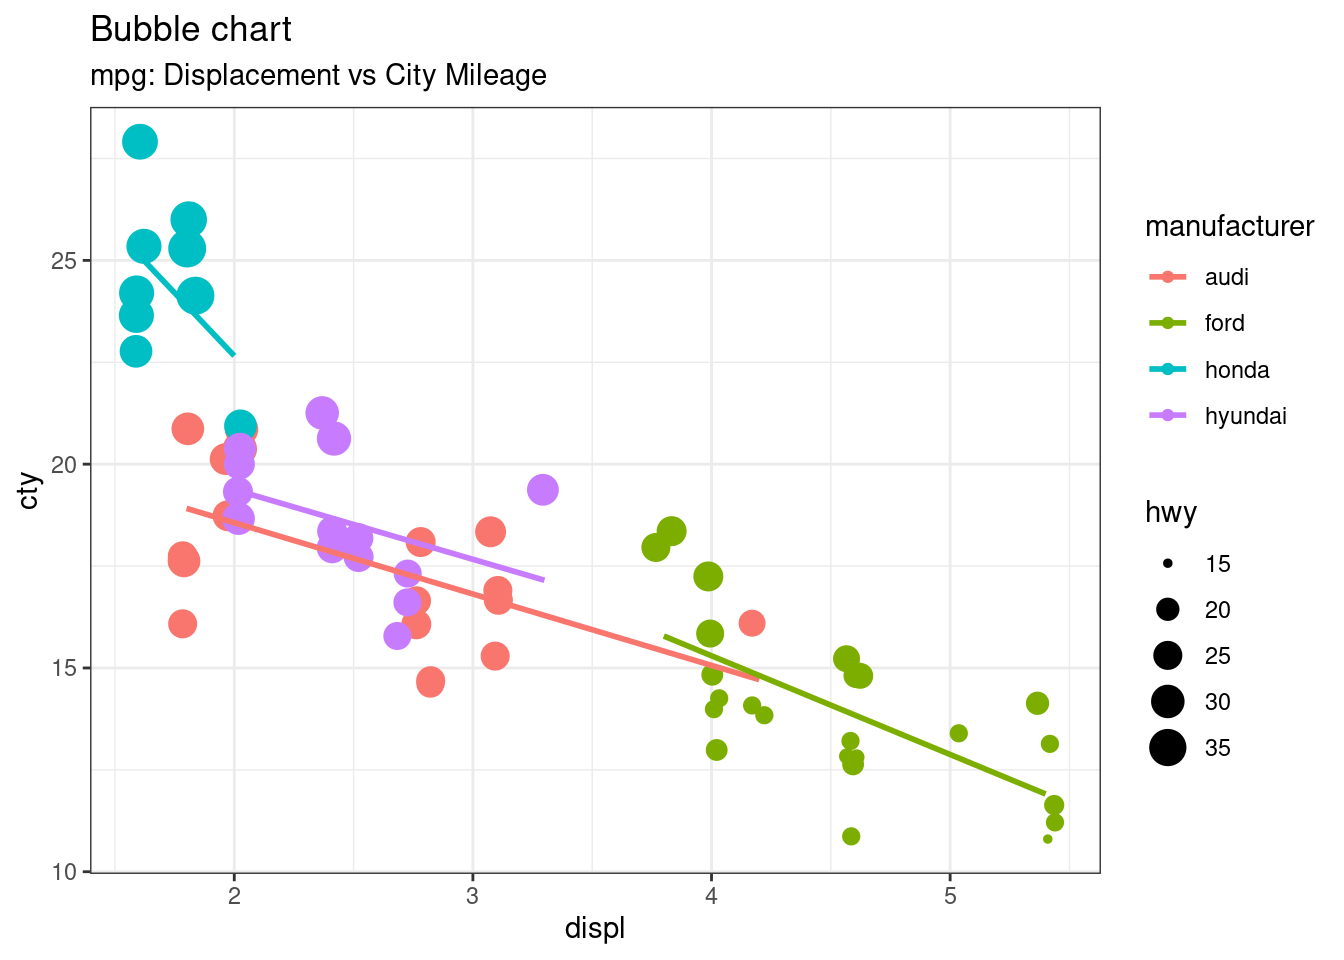 Bubble chart
mpg: Displacement vs City Mileage
cty
25
20
15
10
2
3
4
5
displ
manufacturer
audi
ford
honda
hyundai
hwy
15
20
25
30
35